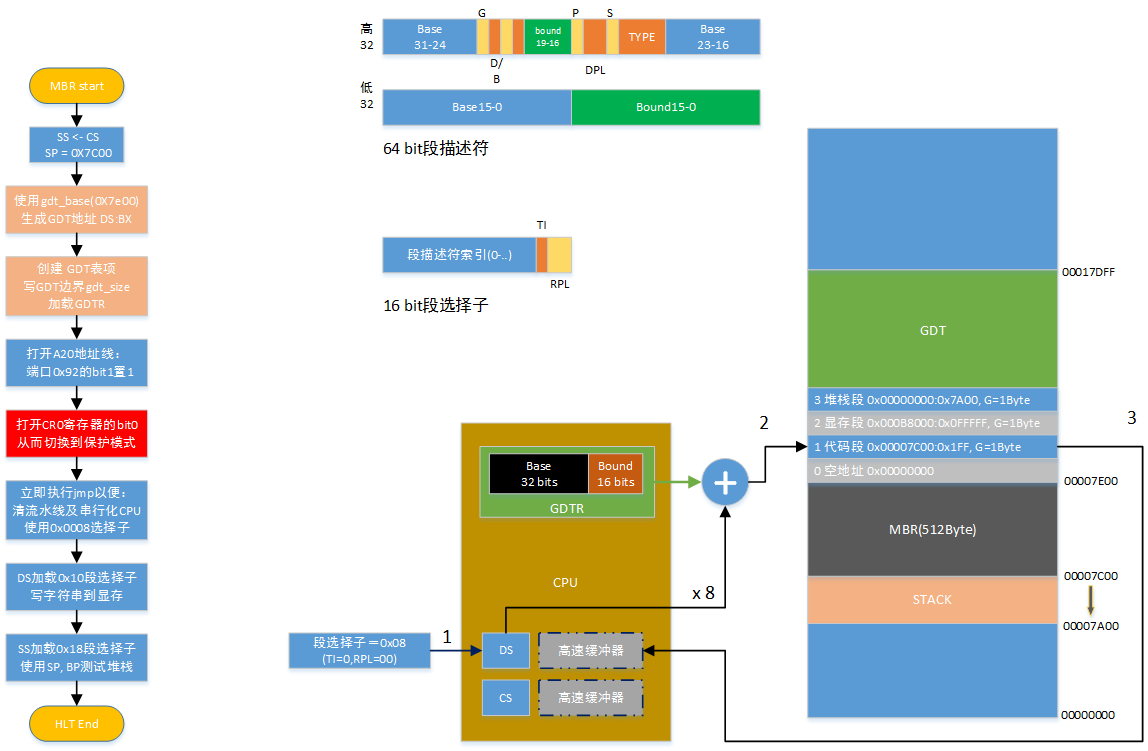 MBR start
SS <- CS
SP = 0X7C00
使用gdt_base(0X7e00)
生成GDT地址 DS:BX
创建 GDT表项
写GDT边界gdt_size
加载GDTR
打开A20地址线：
端口0x92的bit1置1
打开CR0寄存器的bit0
从而切换到保护模式
立即执行jmp以便：
清流水线及串行化CPU
使用0x0008选择子
DS加载0x10段选择子
写字符串到显存
SS加载0x18段选择子
使用SP, BP测试堆栈
HLT End
高
32
G
P
S
Base
31-24
bound
19-16
TYPE
Base
23-16
D/
B
DPL
低
32
Base15-0
Bound15-0
64 bit段描述符
TI
段描述符索引(0-..)
RPL
16 bit段选择子
Base
32 bits
Bound
16 bits
GDTR
CPU
x 8
段选择子＝0x08
(TI=0,RPL=00)
1
DS
高速缓冲器
CS
高速缓冲器
2
3
00017DFF
GDT
3 堆栈段 0x00000000:0x7A00, G=1Byte
2 显存段 0x000B8000:0x0FFFFF, G=1Byte
1 代码段 0x00007C00:0x1FF, G=1Byte
0 空地址 0x00000000
00007E00
MBR(512Byte)
00007C00
STACK
00007A00
00000000